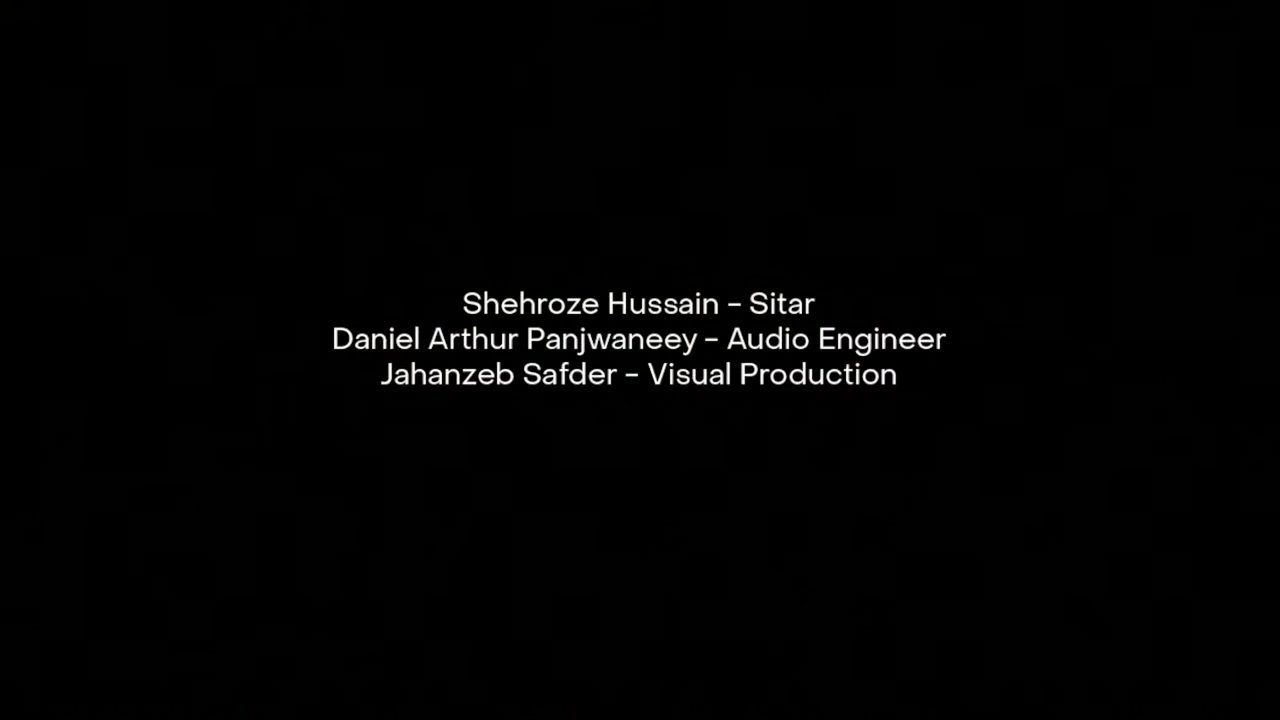 Shehroze Hussain - Sitar
Daniel Arthur Panjwaneey - Audio Engineer
Jahanzeb Safder - Visual Production